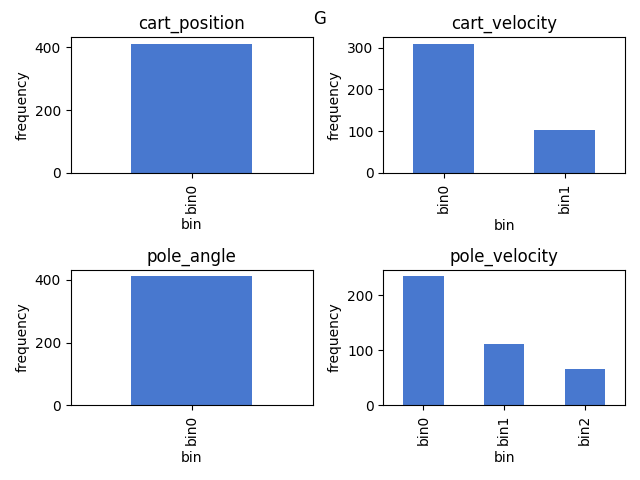 G
cart_position
frequency
400
200
0
bin0
bin
cart_velocity
frequency
300
200
100
0
bin0
bin1
bin
pole_angle
frequency
400
200
0
bin0
bin
pole_velocity
frequency
200
100
0
bin0
bin1
bin2
bin